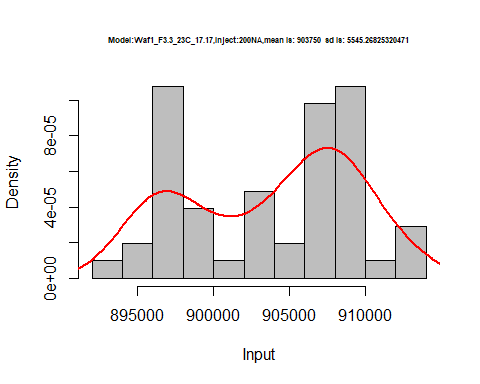 Model:Waf1_F3.3_23C_17.17,Inject:200NA,mean is: 903750 sd is: 5545.26825320471
Density
8e-05
4e-05
0e+00
895000 900000 905000 910000
Input